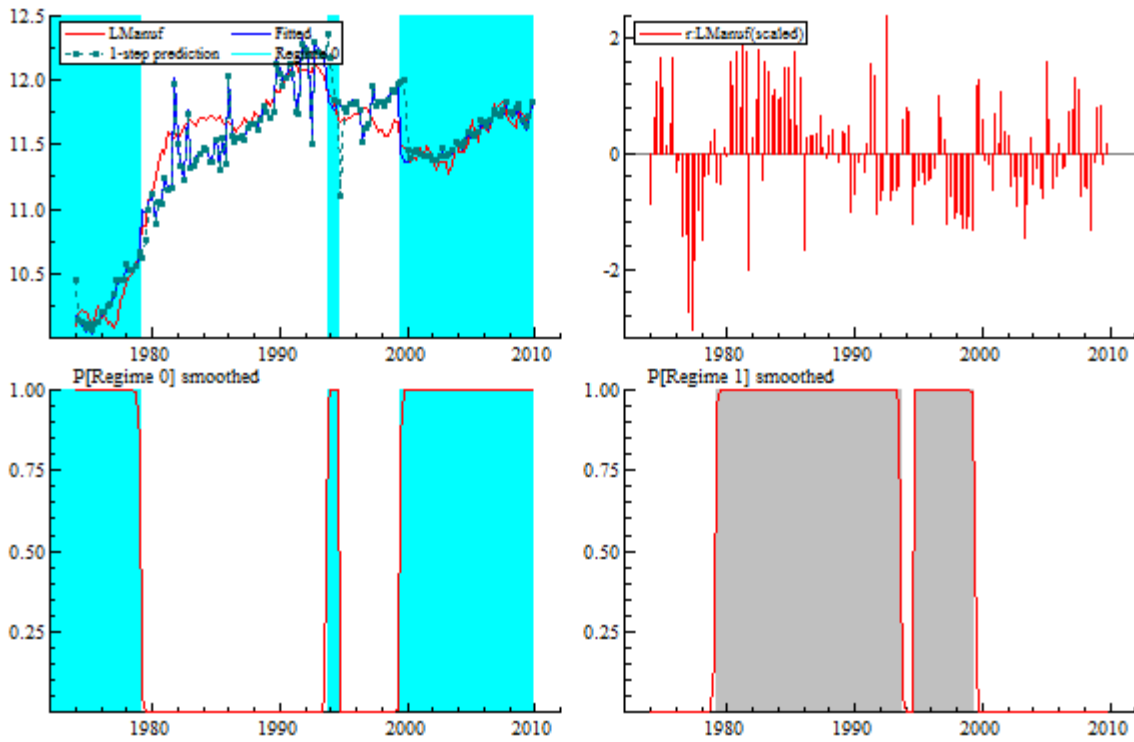 12.5
LManuf Fitted
1-step prediction Regime 0
12.0
11.5
11.0
10.5
1980 1990 2000 2010
r:LManuf(scaled)
2
0
-2
1980 1990 2000 2010
P[Regime 0] smoothed
1.00
0.75
0.50
0.25
1980 1990 2000 2010
P[Regime 1] smoothed
1.00
0.75
0.50
0.25
1980 1990 2000 2010